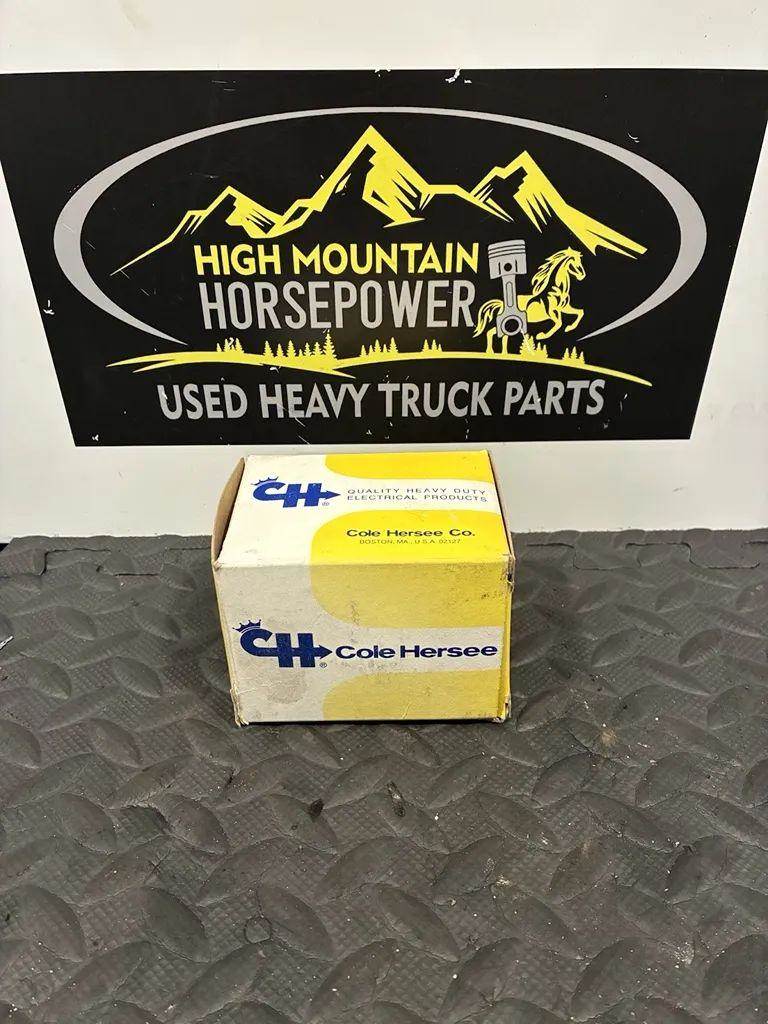 HIGH MOUNTAIN
HORSEPOWER
USED HEAVY TRUCK PARTS
CH®
QUALITY HEAVY DUTY
ELECTRICAL PRODUCTS
Cole Hersee Co.
BOSTON, MA., U.S.A. 02127
CH® Cole Hersee